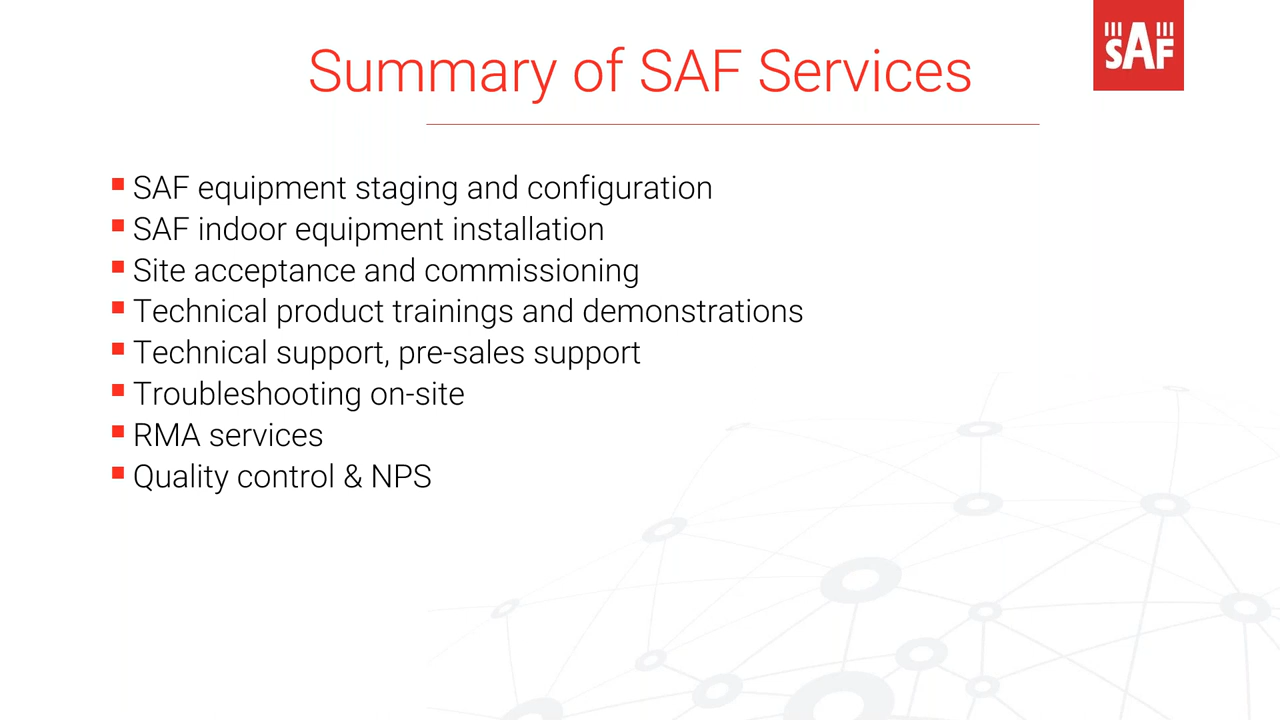 SAF
Summary of SAF Services
SAF equipment staging and configuration
SAF indoor equipment installation
Site acceptance and commissioning
Technical product trainings and demonstrations
Technical support, pre-sales support
Troubleshooting on-site
RMA services
Quality control & NPS